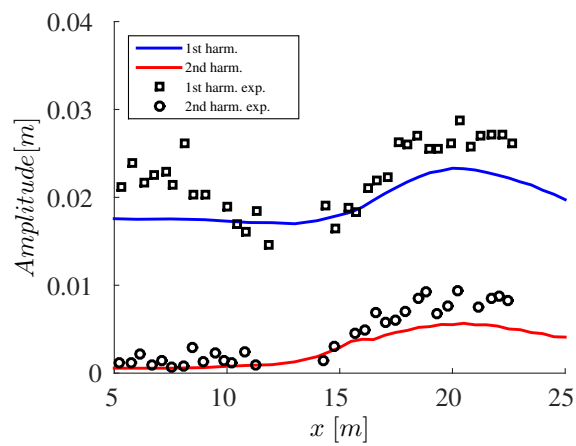 0.04
1st harm.
2nd harm.
1st harm. exp.
2nd harm. exp.
0.03
Amplitude[m]
0.02
0.01
0
5 10 15 20 25
x [m]